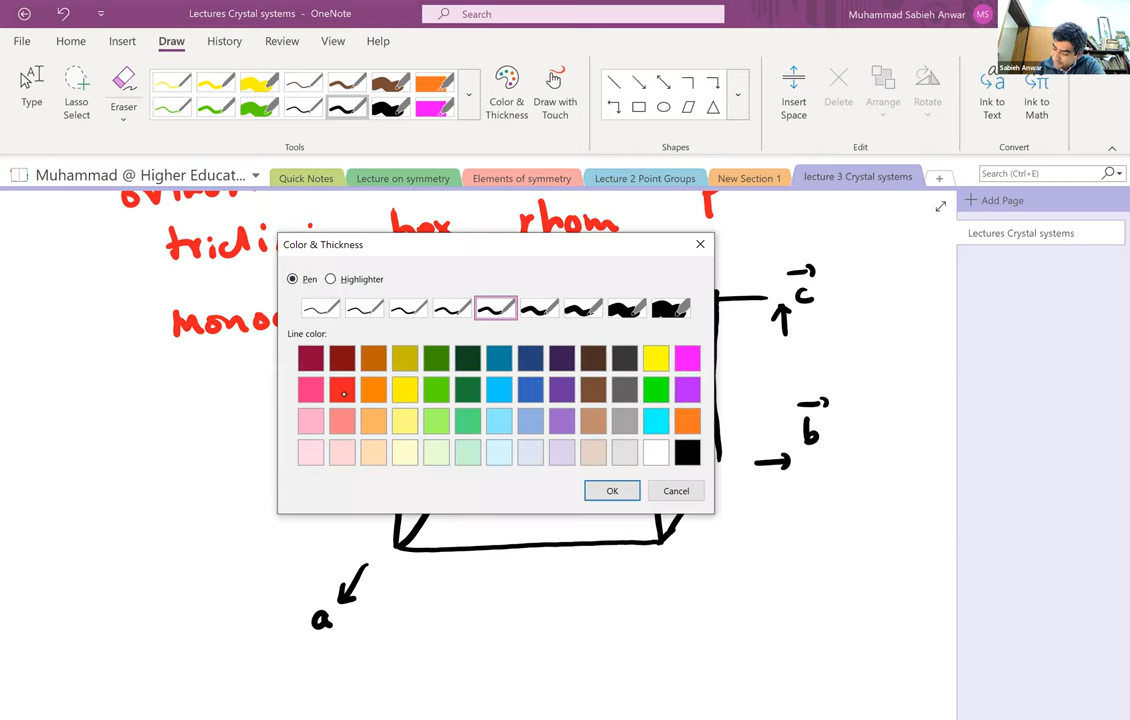 Lectures Crystal systems - OneNote
Search
Muhammad Sabieh Anwar
MS
Sabieh Anwar
File Home Insert Draw History Review View Help
Type
Lasso Select
Eraser
Color & Thickness
Draw with Touch
Insert Space
Delete
Arrange
Rotate
Ink to Text
Ink to Math
Tools
Shapes
Edit
Convert
Muhammad @ Higher Educat...
Quick Notes
Lecture on symmetry
Elements of symmetry
Lecture 2 Point Groups
New Section 1
lecture 3 Crystal systems
Search (Ctrl+E)
Add Page
Lectures Crystal systems
tricli
hex
rhom
monoc
Color & Thickness
Pen
Highlighter
Line color:
OK
Cancel
c
b
a